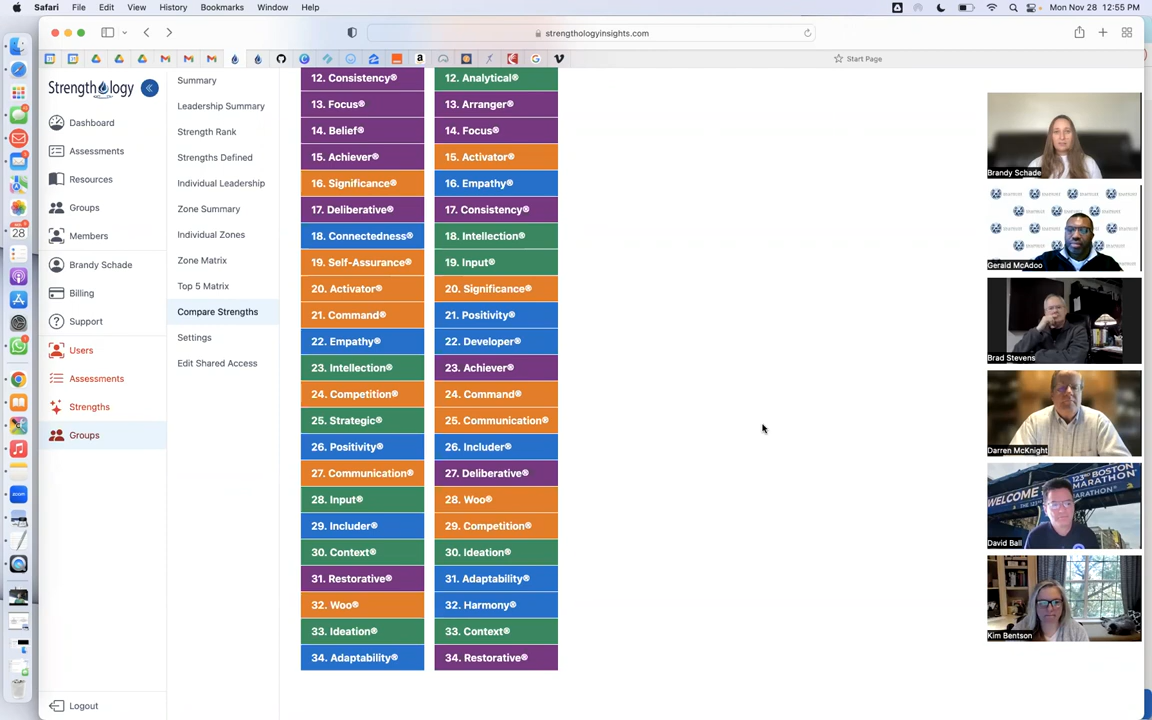 Safari File Edit View History Bookmarks Window Help
Mon Nov 28 12:55 PM
strengthologyinsights.com
Start Page
28
Strengthology
Dashboard
Assessments
Resources
Groups
Members
Brandy Schade
Billing
Support
Users
Assessments
Strengths
Groups
Logout
Summary
Leadership Summary
Strength Rank
Strengths Defined
Individual Leadership
Zone Summary
Individual Zones
Zone Matrix
Top 5 Matrix
Compare Strengths
Settings
Edit Shared Access
12. Consistency®
13. Focus®
14. Belief®
15. Achiever®
16. Significance®
17. Deliberative®
18. Connectedness®
19. Self-Assurance®
20. Activator®
21. Command®
22. Empathy®
23. Intellection®
24. Competition®
25. Strategic®
26. Positivity®
27. Communication®
28. Input®
29. Includer®
30. Context®
31. Restorative®
32. Woo®
33. Ideation®
34. Adaptability®
12. Analytical®
13. Arranger®
14. Focus®
15. Activator®
16. Empathy®
17. Consistency®
18. Intellection®
19. Input®
20. Significance®
21. Positivity®
22. Developer®
23. Achiever®
24. Command®
25. Communication®
26. Includer®
27. Deliberative®
28. Woo®
29. Competition®
30. Ideation®
31. Adaptability®
32. Harmony®
33. Context®
34. Restorative®
Brandy Schade
Gerald McAdoo
Brad Stevens
Darren McKnight
WELCOME
123RD BOSTON
MARATHON
David Ball
Kim Bentson